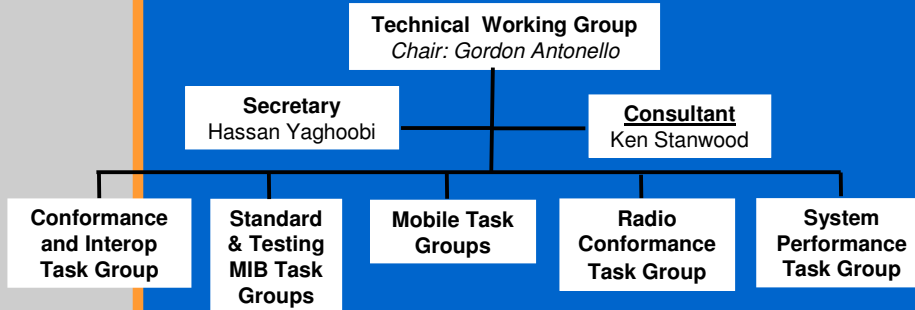 Technical Working Group
Chair: Gordon Antonello
Secretary
Hassan Yaghoobi
Consultant
Ken Stanwood
Conformance
and Interop
Task Group
Standard
& Testing
MIB Task
Groups
Mobile Task
Groups
Radio
Conformance
Task Group
System
Performance
Task Group